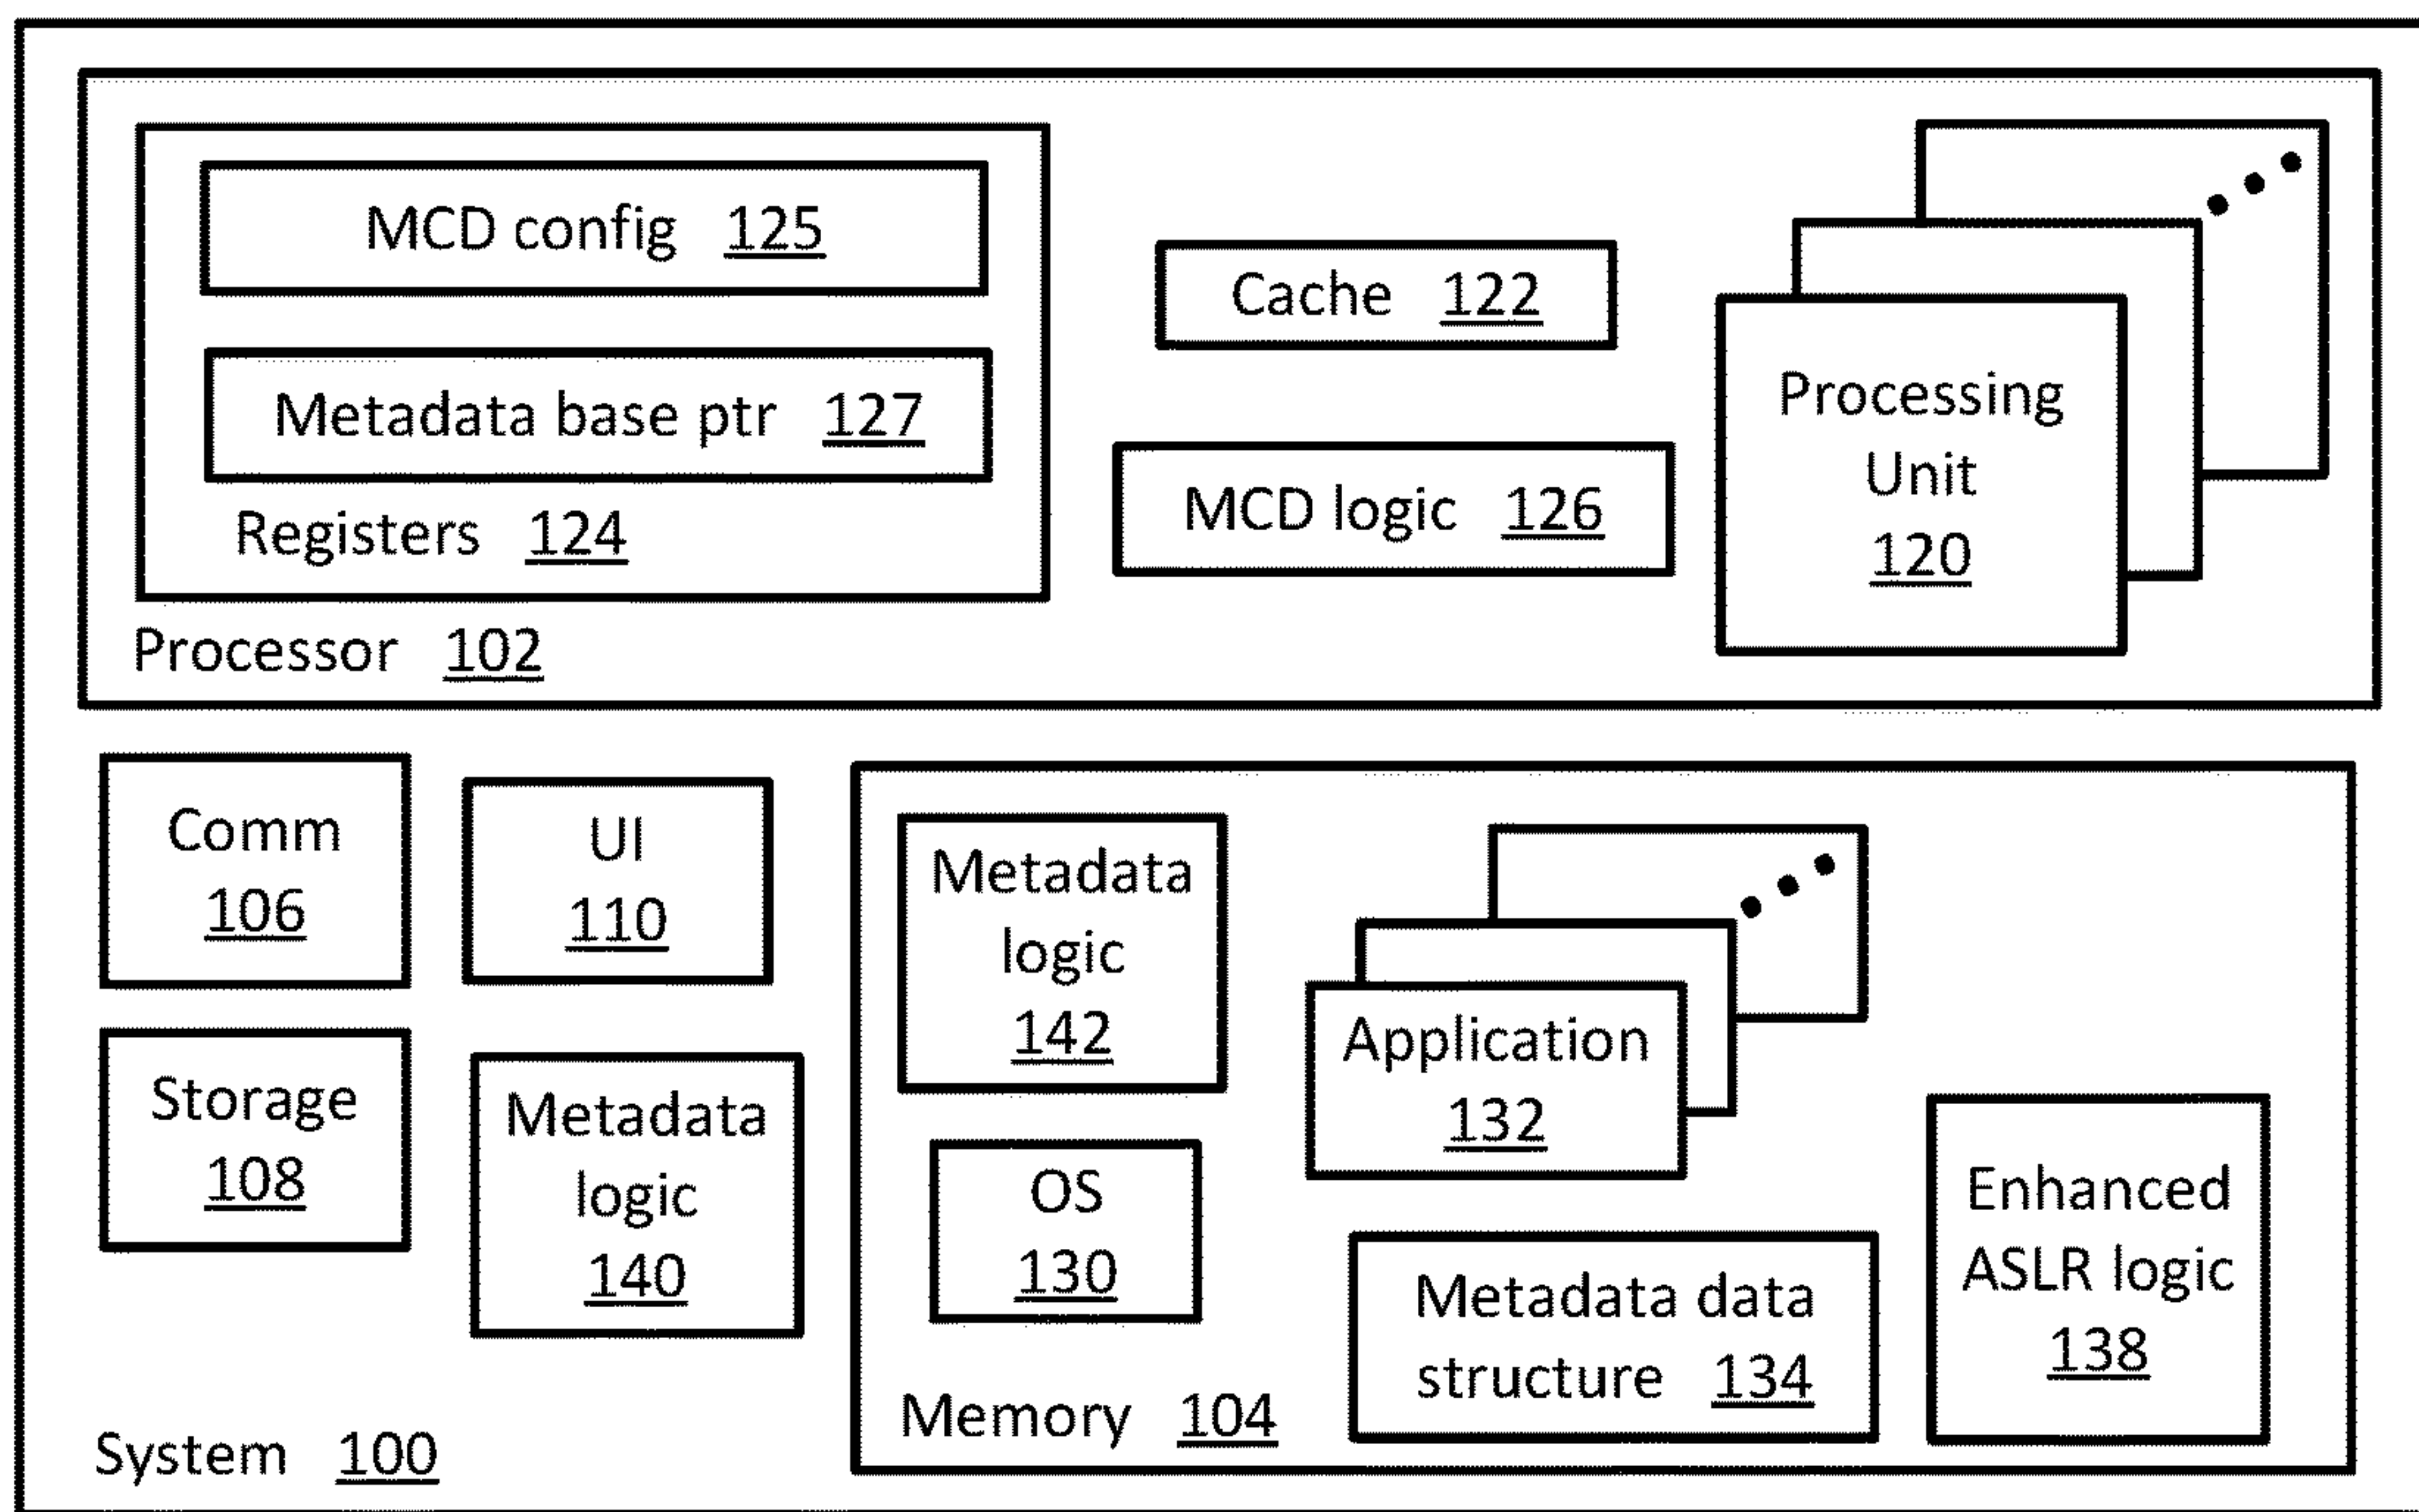 MCD config 125
Metadata base ptr 127
Registers 124
Cache 122
MCD logic 126
Processing
Unit
120
Processor 102
Comm
106
UI
110
Storage
108
Metadata
logic
140
Metadata
logic
142
OS
130
Application
132
Metadata data
structure 134
Enhanced
ASLR logic
138
Memory 104
System 100